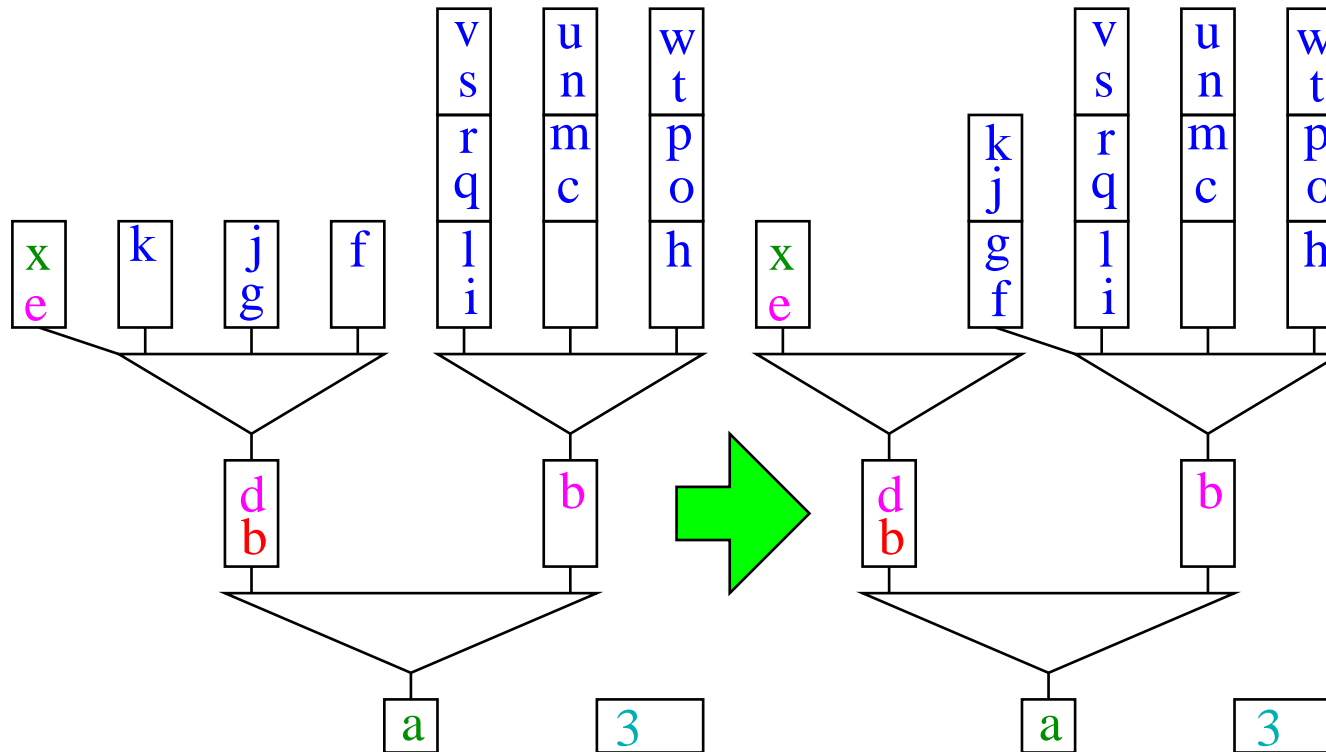 v u n w v u n w
s t s t
r m p k r m p
q c o j q c o
x k j f l h x g l h
e g i e f i
d b d b
b b
a 3 a 3